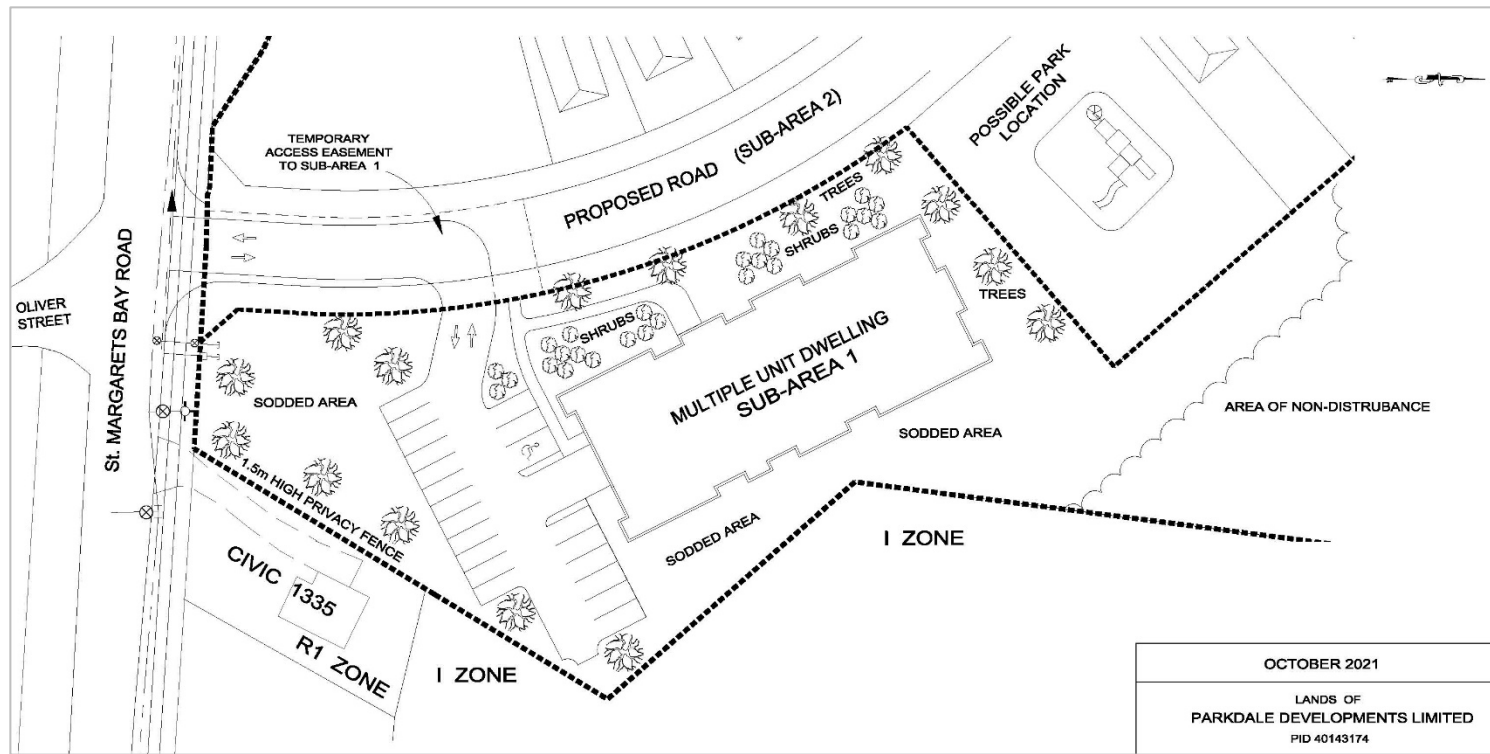 TEMPORARY
ACCESS EASEMENT
TO SUB-AREA 1
PROPOSED ROAD (SUB-AREA 2)
POSSIBLE PARK
LOCATION
TREES
SHRUBS
TREES
OLIVER
STREET
St. MARGARETS BAY ROAD
SODDED AREA
SHRUBS
MULTIPLE UNIT DWELLING
SUB-AREA 1
SODDED AREA
AREA OF NON-DISTRUBANCE
1.5m HIGH PRIVACY FENCE
SODDED AREA
I ZONE
CIVIC 1335
R1 ZONE
I ZONE
OCTOBER 2021
LANDS OF
PARKDALE DEVELOPMENTS LIMITED
PID 40143174